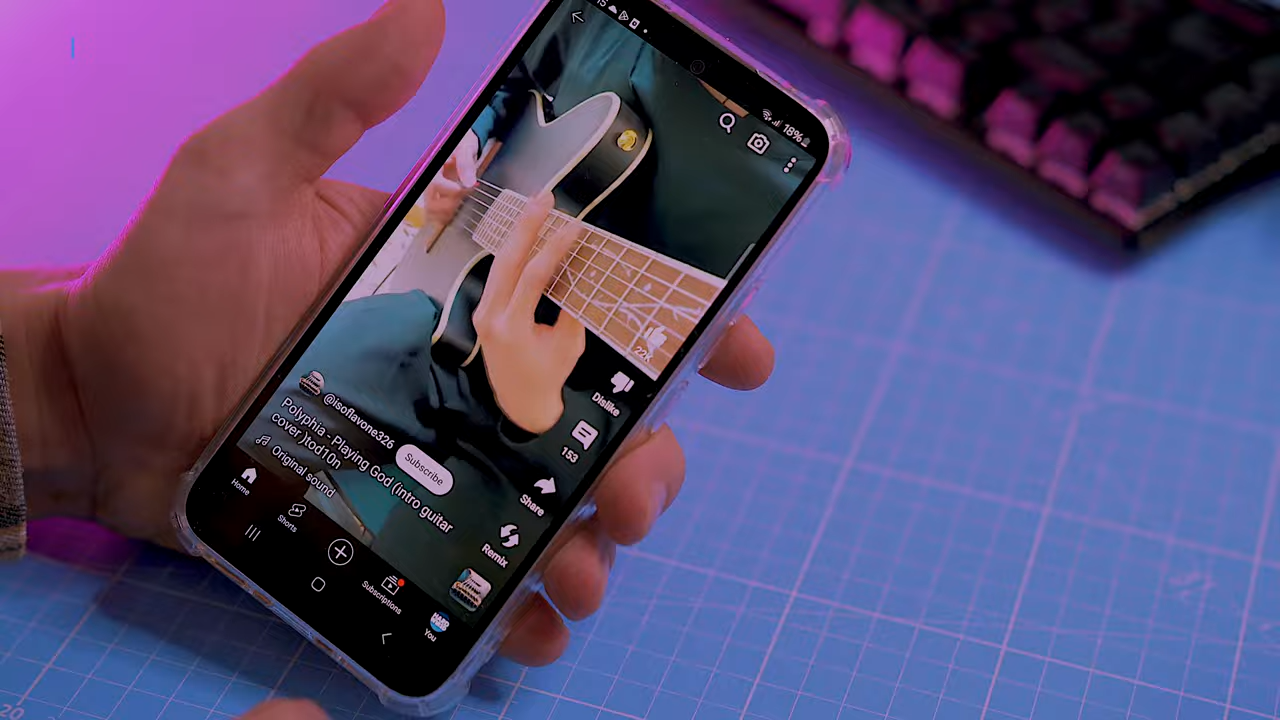 18%
22K
Dislike
153
Share
Remix
@isoflavone326
Subscribe
Polyphia - Playing God (intro guitar
cover )tod10n
Original sound
Home
Shorts
Subscriptions
You
20